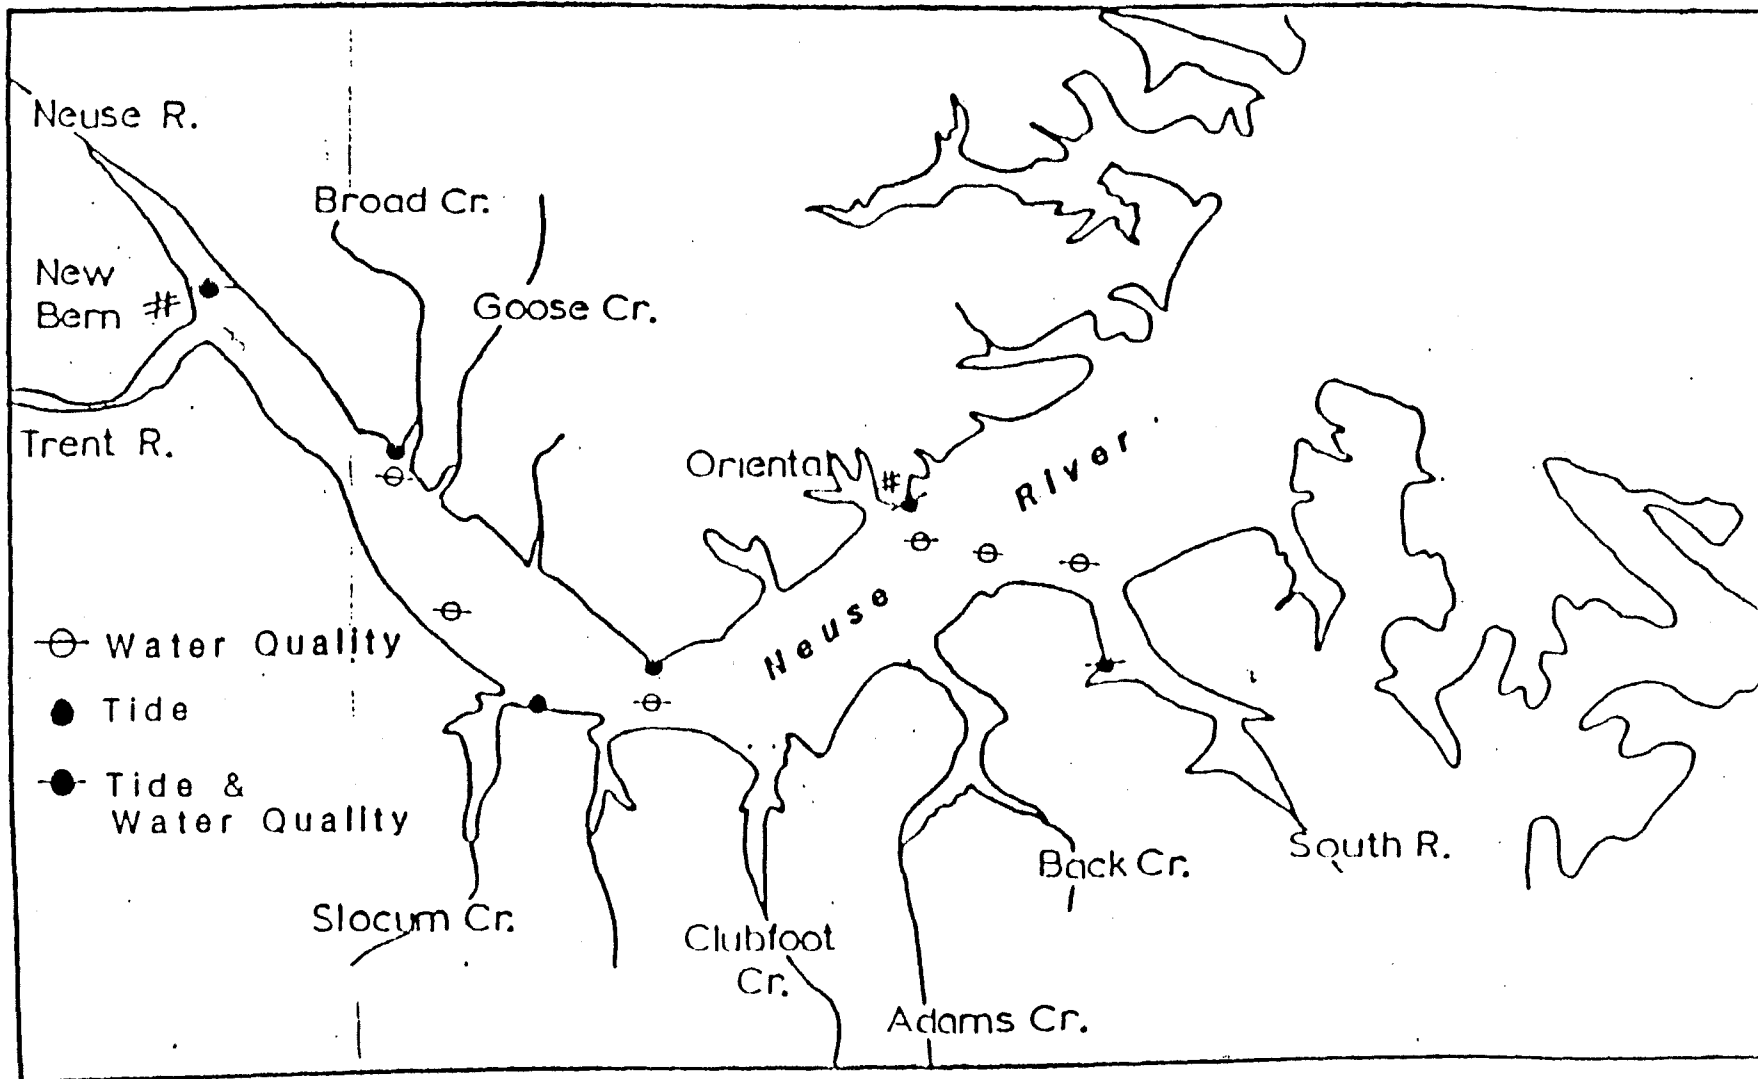 Neuse R.
Broad Cr.
New
Bern #
Goose Cr.
Trent R.
Oriental #
Neuse River
Water Quality
Tide
Tide &
Water Quality
Slocum Cr.
Clubfoot
Cr.
Adams Cr.
Back Cr.
South R.